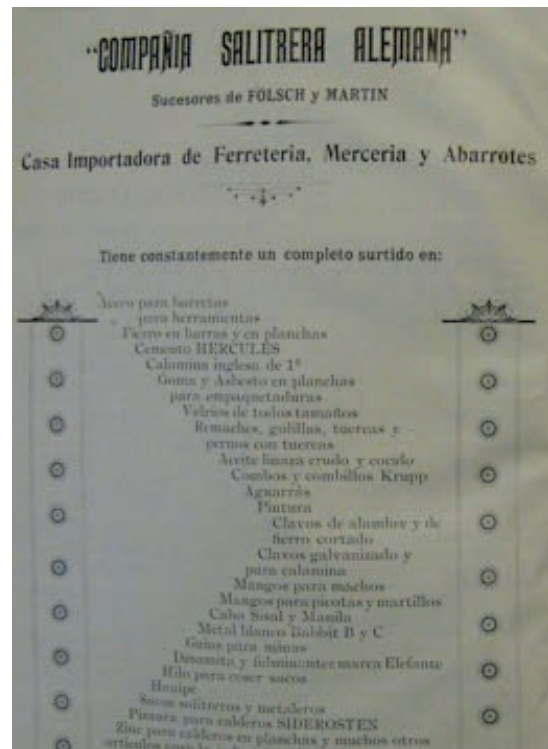 "COMPAÑIA SALITRERA ALEMANA"
Sucesores de FÖLSCH y MARTIN
Casa Importadora de Ferreteria, Merceria y Abarrotes
Tiene constantemente un completo surtido en:
Acero para barretas
„ para herramientas
Fierro en barras y en planchas
Cemento HERCULES
Calamina inglesa de 1ª
Goma y Asbesto en planchas
para empaquetaduras
Vidrios de todos tamaños
Remaches, golillas, tuercas y
pernos con tuercas
Aceite linaza crudo y cocido
Combos y combillos Krupp
Aguarrás
Pintura
Clavos de alambre y de
fierro cortado
Clavos galvanizado y
para calamina
Mangos para machos
Mangos para picotas y martillos
Cabo Sisal y Manila
Metal blanco Babbit B y C
Guias para minas
Dinamita y fulminantes marca Elefante
Hilo para coser sacos
Huaipe
Sacos salitreros y metaleros
Pintura para calderos SIDEROSTEN
Zinc para calderos en planchas y muchos otros
articulos